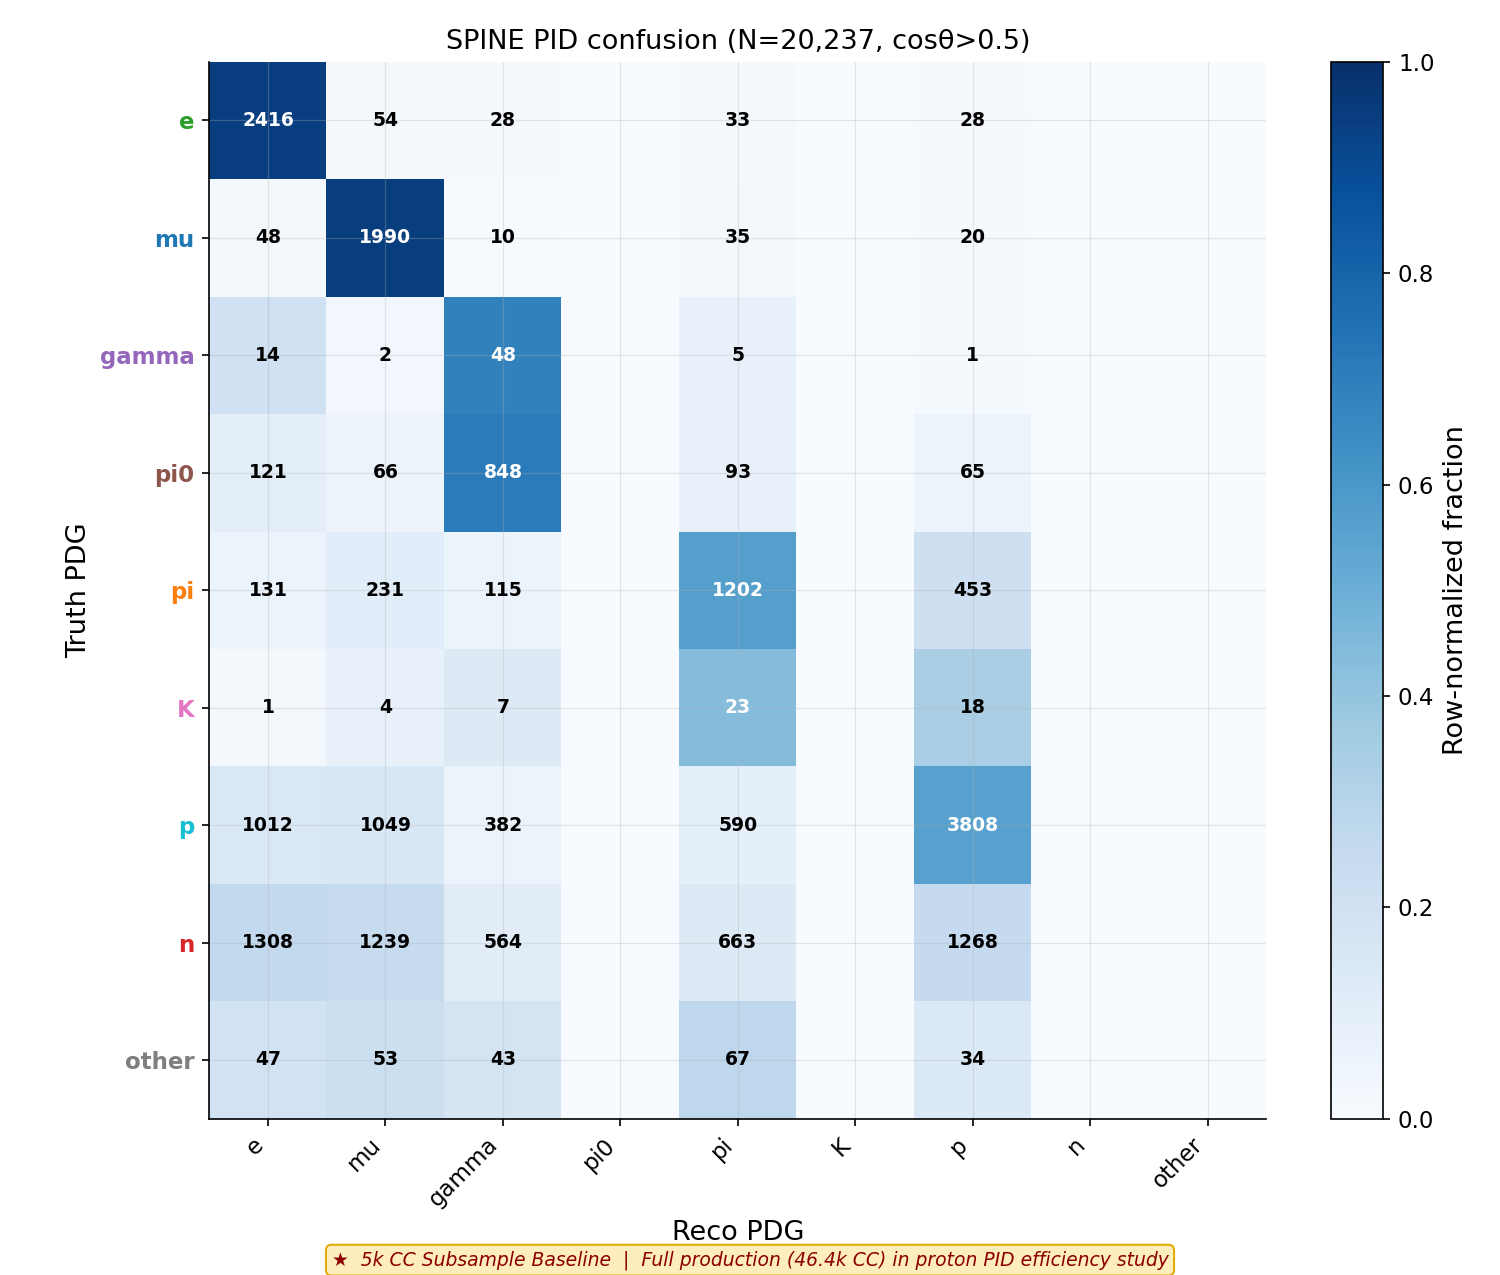 SPINE PID confusion (N=20,237, cosθ>0.5)
Truth PDG
e 2416 54 28 33 28
mu 48 1990 10 35 20
gamma 14 2 48 5 1
pi0 121 66 848 93 65
pi 131 231 115 1202 453
K 1 4 7 23 18
p 1012 1049 382 590 3808
n 1308 1239 564 663 1268
other 47 53 43 67 34
e mu gamma pi0 pi K p n other
Reco PDG
1.0
0.8
0.6
0.4
0.2
0.0
Row-normalized fraction
★ 5k CC Subsample Baseline | Full production (46.4k CC) in proton PID efficiency study